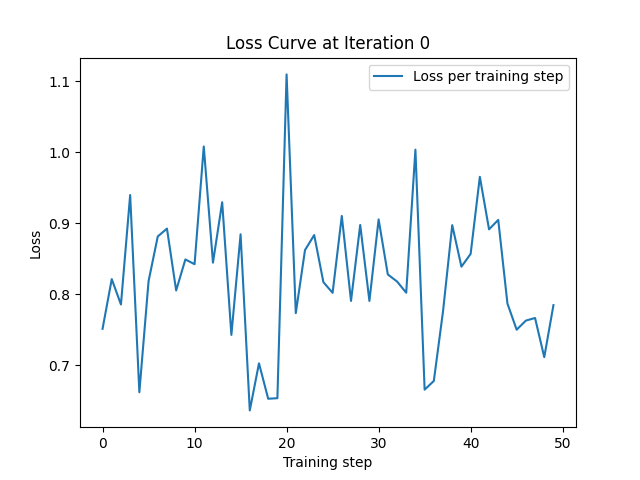 Loss Curve at Iteration 0
Loss per training step
1.1
1.0
0.9
0.8
0.7
Loss
0 10 20 30 40 50
Training step